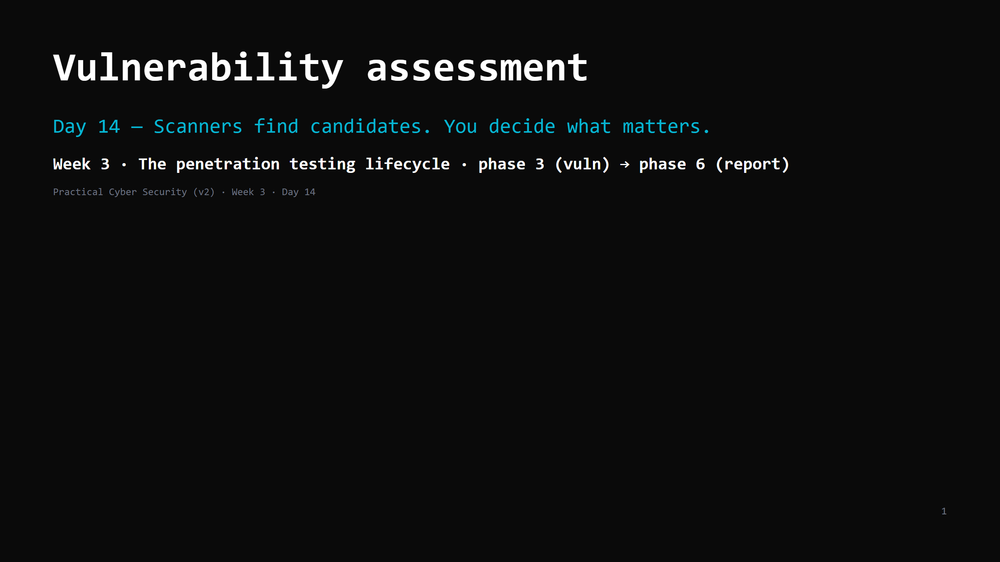 Vulnerability assessment
Day 14 — Scanners find candidates. You decide what matters.
Week 3 · The penetration testing lifecycle · phase 3 (vuln) → phase 6 (report)
Practical Cyber Security (v2) · Week 3 · Day 14
1